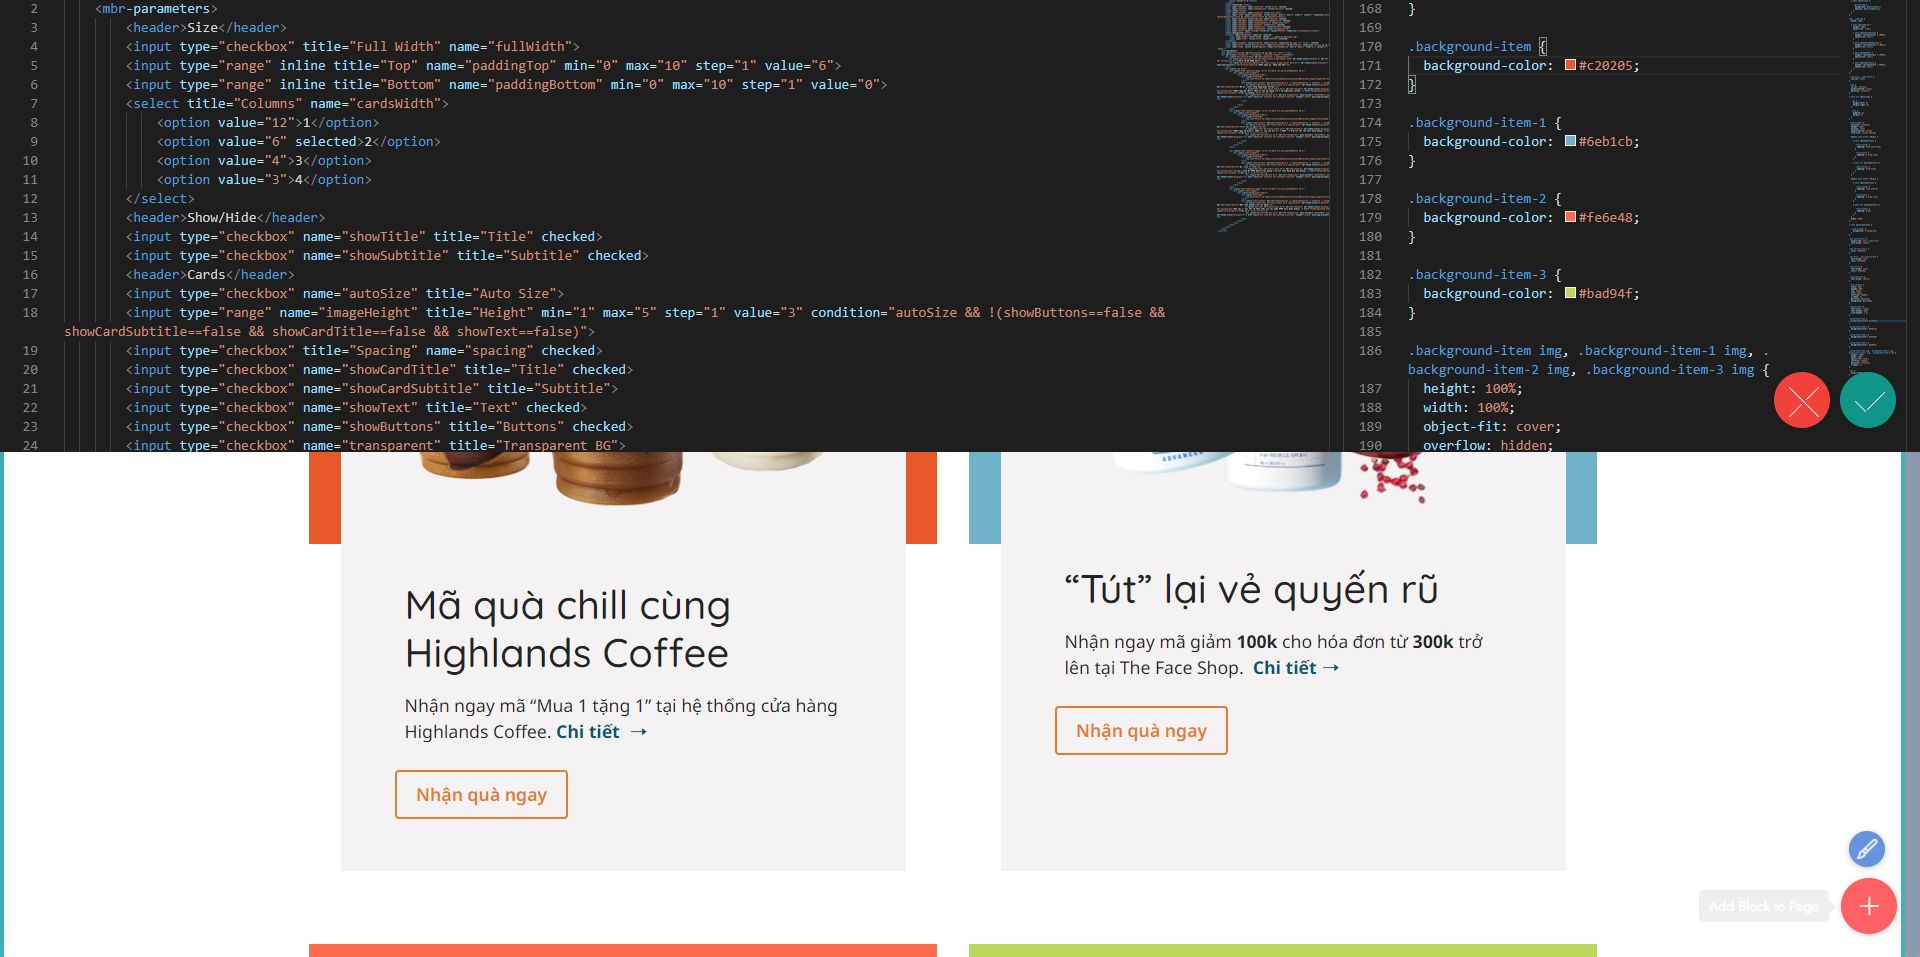 2 <mbr-parameters>
3 <header>Size</header>
4 <input type="checkbox" title="Full Width" name="fullWidth">
5 <input type="range" inline title="Top" name="paddingTop" min="0" max="10" step="1" value="6">
6 <input type="range" inline title="Bottom" name="paddingBottom" min="0" max="10" step="1" value="0">
7 <select title="Columns" name="cardsWidth">
8 <option value="12">1</option>
9 <option value="6" selected>2</option>
10 <option value="4">3</option>
11 <option value="3">4</option>
12 </select>
13 <header>Show/Hide</header>
14 <input type="checkbox" name="showTitle" title="Title" checked>
15 <input type="checkbox" name="showSubtitle" title="Subtitle" checked>
16 <header>Cards</header>
17 <input type="checkbox" name="autoSize" title="Auto Size">
18 <input type="range" name="imageHeight" title="Height" min="1" max="5" step="1" value="3" condition="autoSize && !(showButtons==false &&
showCardSubtitle==false && showCardTitle==false && showText==false)">
19 <input type="checkbox" title="Spacing" name="spacing" checked>
20 <input type="checkbox" name="showCardTitle" title="Title" checked>
21 <input type="checkbox" name="showCardSubtitle" title="Subtitle">
22 <input type="checkbox" name="showText" title="Text" checked>
23 <input type="checkbox" name="showButtons" title="Buttons" checked>
24 <input type="checkbox" name="transparent" title="Transparent BG">
168 }
169
170 .background-item {
171 background-color: #c20205;
172 }
173
174 .background-item-1 {
175 background-color: #6eb1cb;
176 }
177
178 .background-item-2 {
179 background-color: #fe6e48;
180 }
181
182 .background-item-3 {
183 background-color: #bad94f;
184 }
185
186 .background-item img, .background-item-1 img, .
background-item-2 img, .background-item-3 img {
187 height: 100%;
188 width: 100%;
189 object-fit: cover;
190 overflow: hidden;
Mã quà chill cùng
Highlands Coffee
Nhận ngay mã “Mua 1 tặng 1” tại hệ thống cửa hàng
Highlands Coffee. Chi tiết →
Nhận quà ngay
ADVANCE
“Tút” lại vẻ quyến rũ
Nhận ngay mã giảm 100k cho hóa đơn từ 300k trở
lên tại The Face Shop. Chi tiết →
Nhận quà ngay
Add Block to Page